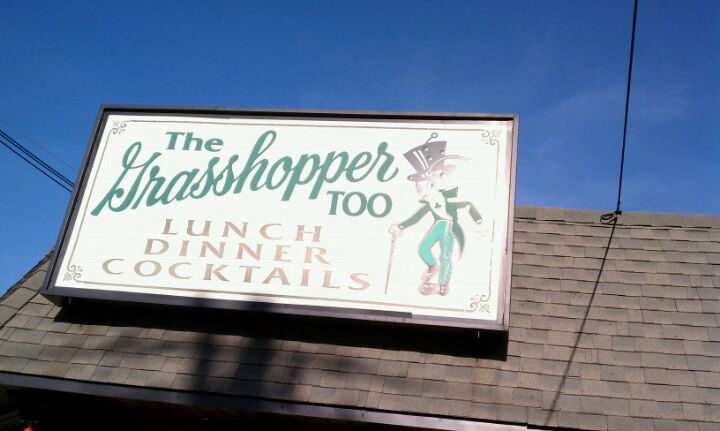 The
Grasshopper
TOO
LUNCH
DINNER
COCKTAILS